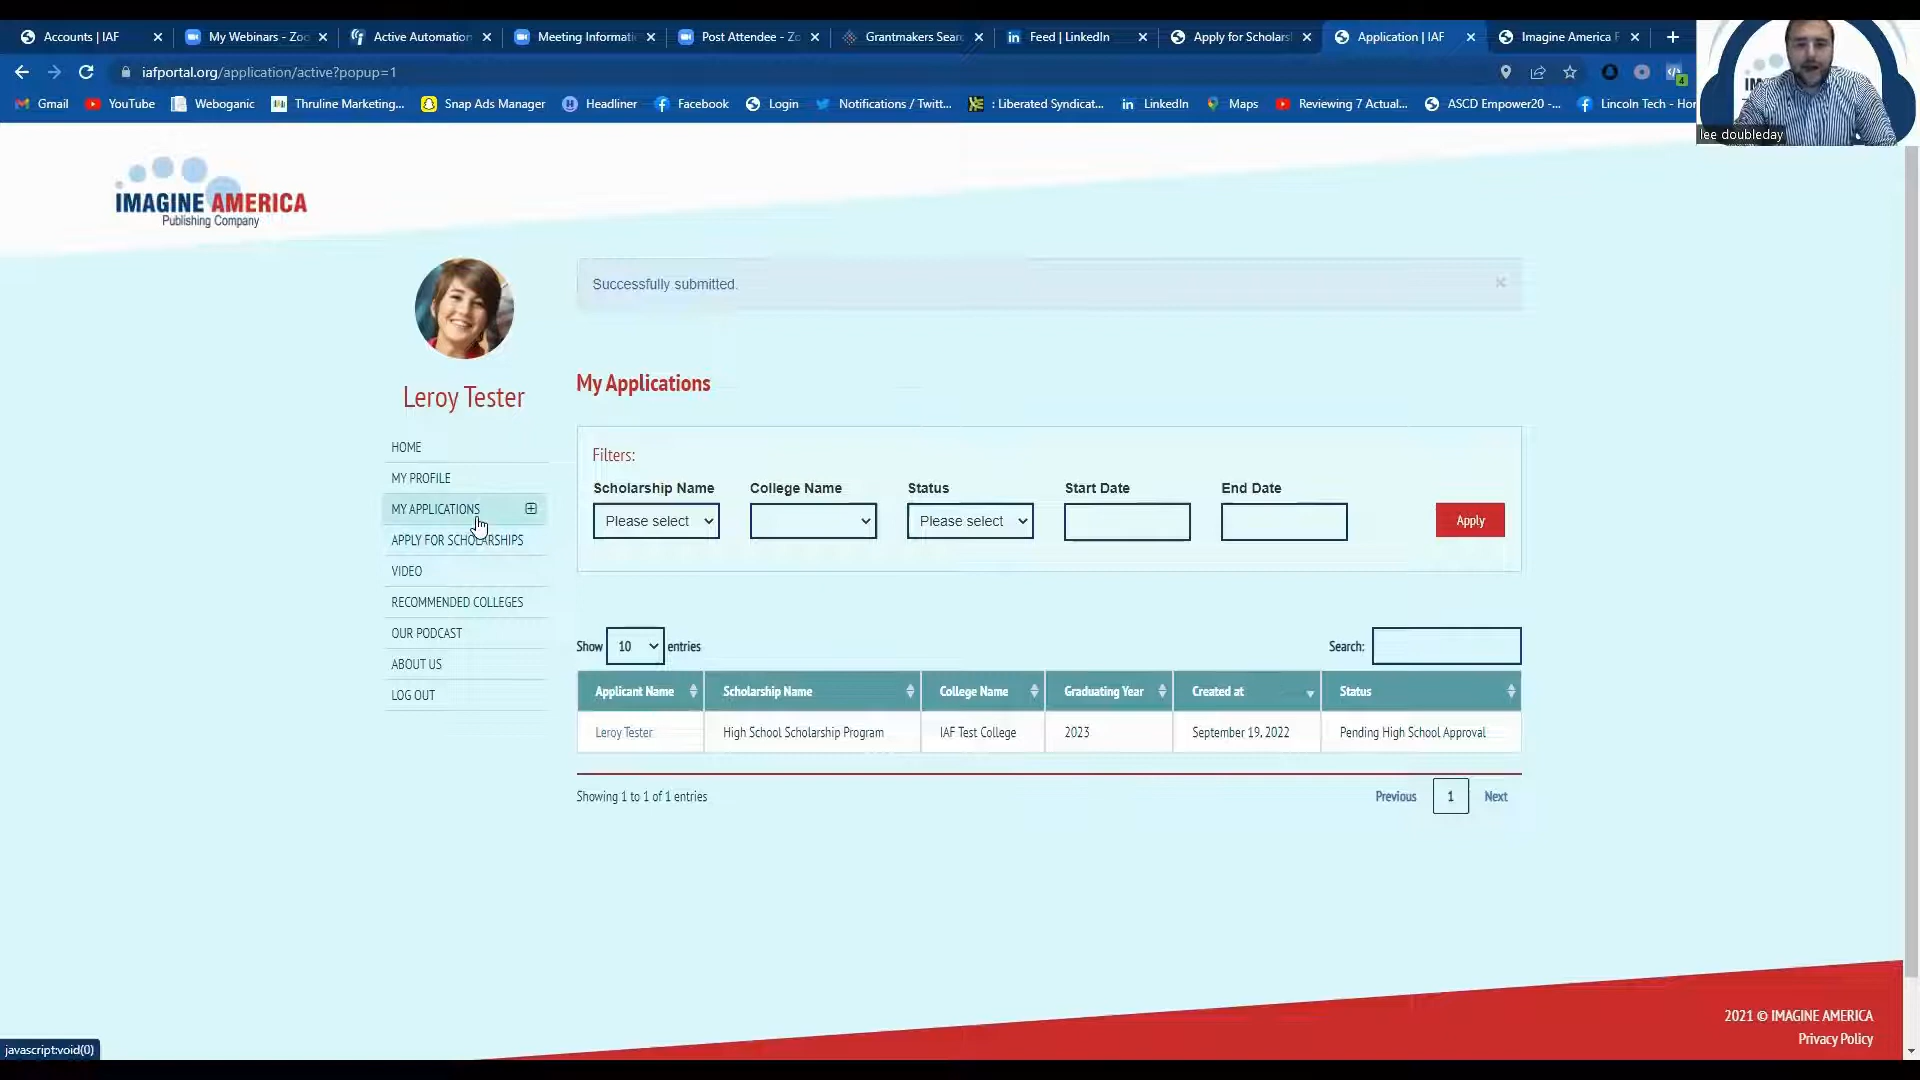 Accounts | IAF
My Webinars - Zoo
Active Automation
Meeting Informati
Post Attendee - Zo
Grantmakers Sear
Feed | LinkedIn
Apply for Scholars
Application | IAF
Imagine America F
iafportal.org/application/active?popup=1
Gmail
YouTube
Weboganic
Thruline Marketing...
Snap Ads Manager
Headliner
Facebook
Login
Notifications / Twitt...
: Liberated Syndicat...
LinkedIn
Maps
Reviewing 7 Actual...
ASCD Empower20 -...
Lincoln Tech - Hor
lee doubleday
IMAGINE AMERICA
Publishing Company
Leroy Tester
HOME
MY PROFILE
MY APPLICATIONS
APPLY FOR SCHOLARSHIPS
VIDEO
RECOMMENDED COLLEGES
OUR PODCAST
ABOUT US
LOG OUT
Successfully submitted.
My Applications
Filters:
Scholarship Name College Name Status Start Date End Date
Please select Please select Apply
Show 10 entries Search:
Applicant Name Scholarship Name College Name Graduating Year Created at Status
Leroy Tester High School Scholarship Program IAF Test College 2023 September 19, 2022 Pending High School Approval
Showing 1 to 1 of 1 entries Previous 1 Next
2021 © IMAGINE AMERICA
Privacy Policy
javascript:void(0)